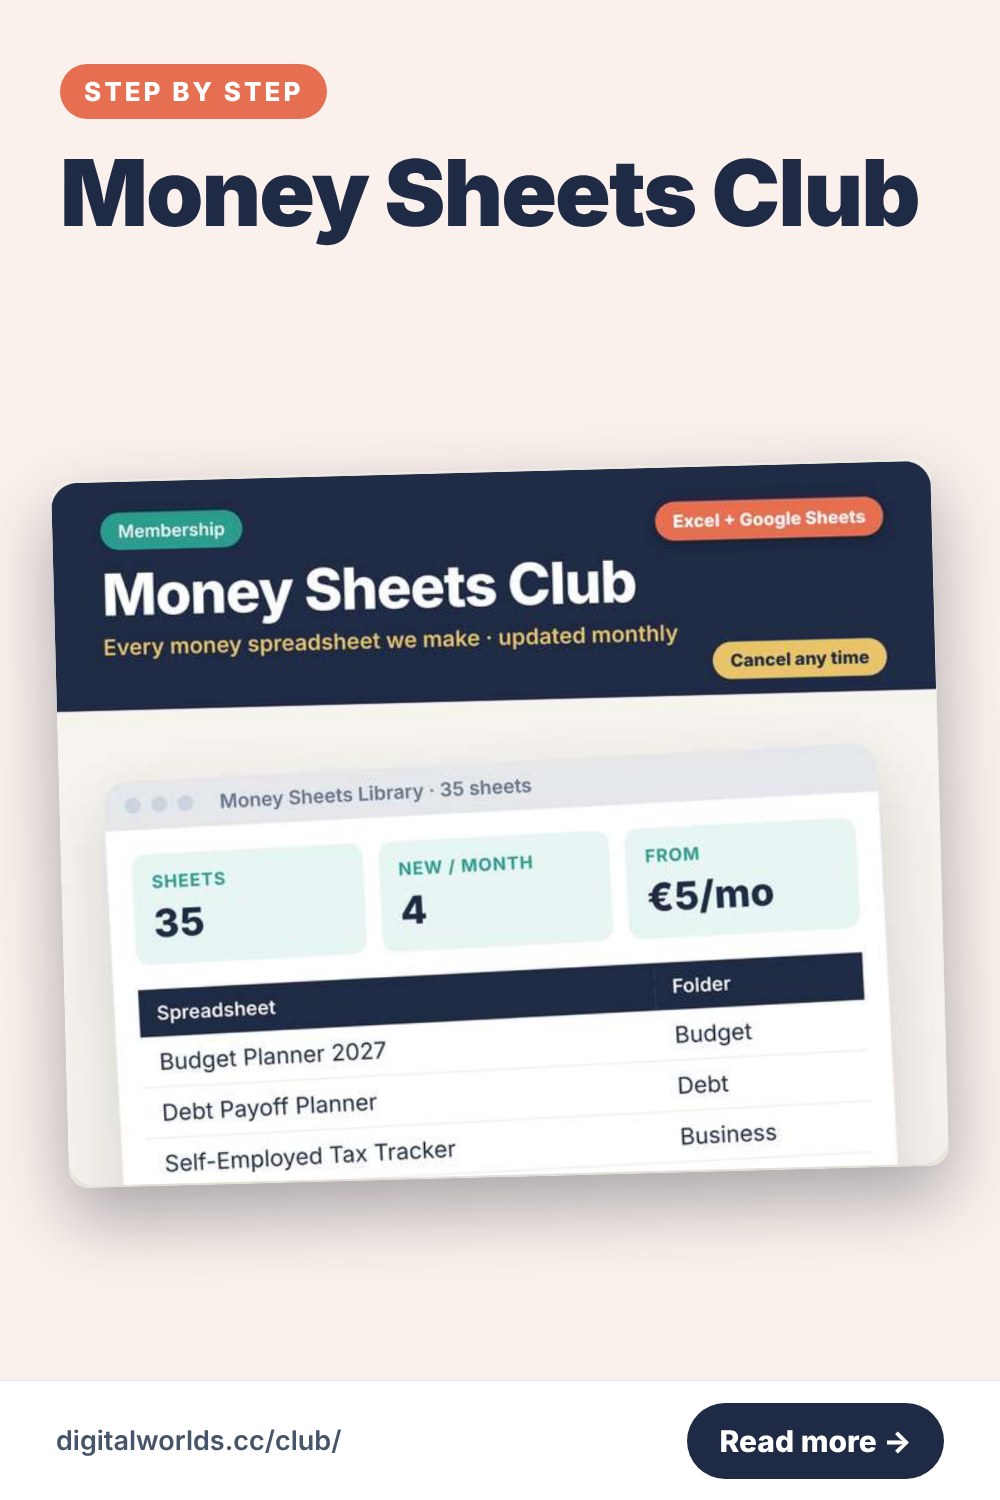 STEP BY STEP
Money Sheets Club
Membership
Excel + Google Sheets
Money Sheets Club
Every money spreadsheet we make · updated monthly
Cancel any time
Money Sheets Library · 35 sheets
SHEETS
35
NEW / MONTH
4
FROM
€5/mo
Spreadsheet Folder
Budget Planner 2027 Budget
Debt Payoff Planner Debt
Self-Employed Tax Tracker Business
digitalworlds.cc/club/
Read more →